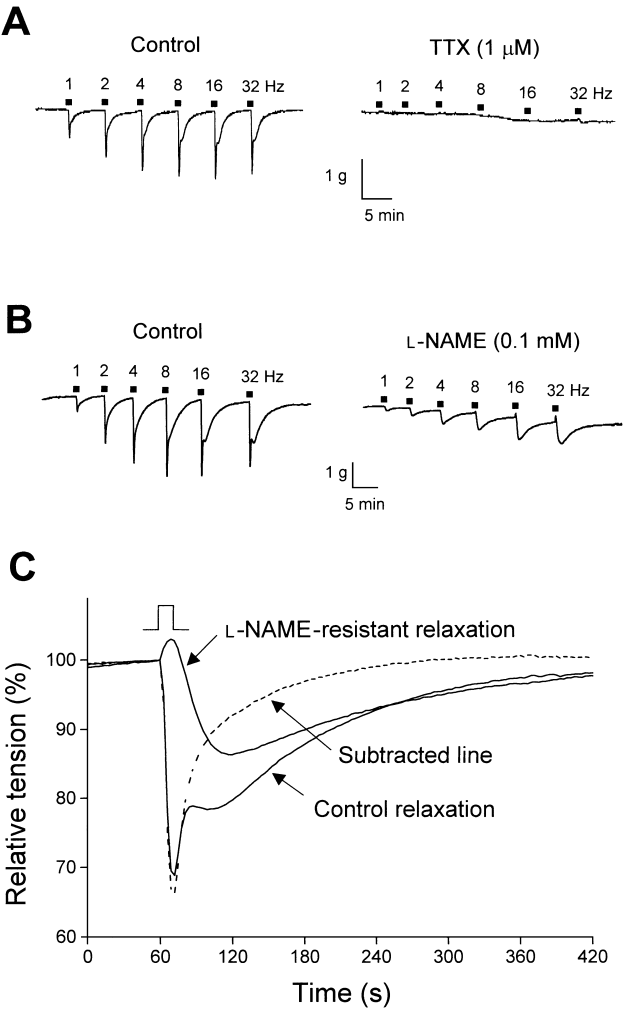 A
Control
TTX (1 μM)
1 2 4 8 16 32 Hz
1 2 4 8 16 32 Hz
1 g
5 min
B
Control
L-NAME (0.1 mM)
1 2 4 8 16 32 Hz
1 2 4 8 16 32 Hz
1 g
5 min
C
L-NAME-resistant relaxation
Subtracted line
Control relaxation
Relative tension (%)
100
90
80
70
60
0 60 120 180 240 300 360 420
Time (s)